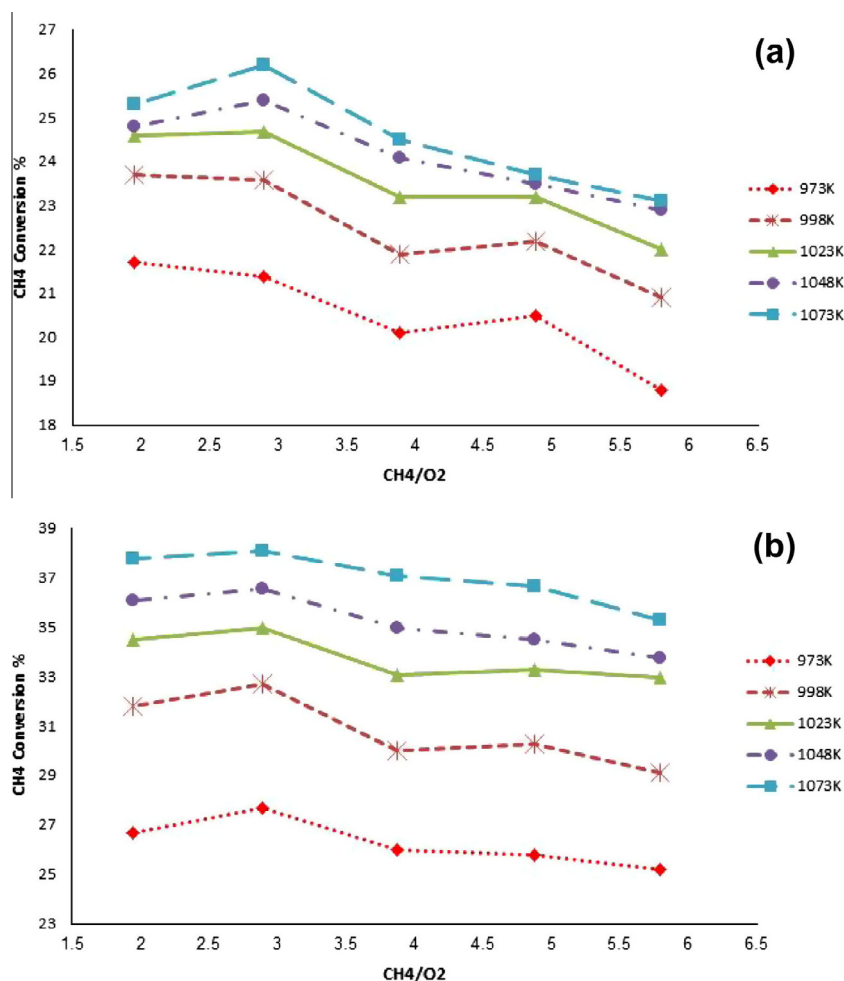 (a)
27
26
25
24
23
22
21
20
19
18
CH4 Conversion %
1.5 2 2.5 3 3.5 4 4.5 5 5.5 6 6.5
CH4/O2
973K
998K
1023K
1048K
1073K
(b)
39
37
35
33
31
29
27
25
23
CH4 Conversion %
1.5 2 2.5 3 3.5 4 4.5 5 5.5 6 6.5
CH4/O2
973K
998K
1023K
1048K
1073K